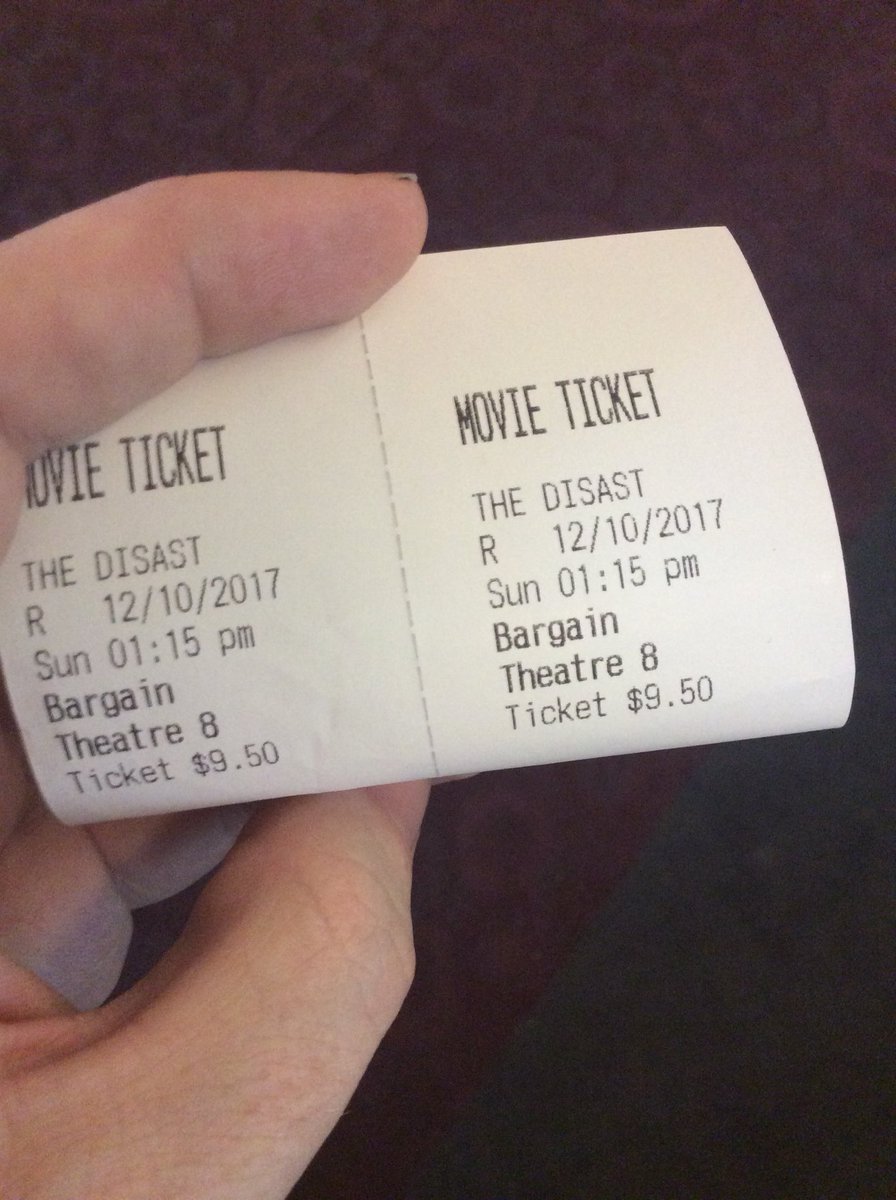 MOVIE TICKET
THE DISAST
R 12/10/2017
Sun 01:15 pm
Bargain
Theatre 8
Ticket $9.50
MOVIE TICKET
THE DISAST
R 12/10/2017
Sun 01:15 pm
Bargain
Theatre 8
Ticket $9.50